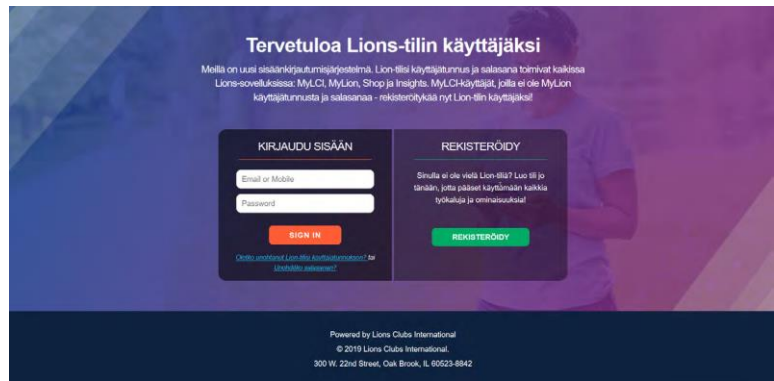 Tervetuloa Lions-tilin käyttäjäksi
Meillä on uusi sisäänkirjautumisjärjestelmä. Lion-tilisi käyttäjätunnus ja salasana toimivat kaikissa
Lions-sovelluksissa: MyLCI, MyLion, Shop ja Insights. MyLCI-käyttäjät, joilla ei ole MyLion
käyttäjätunnusta ja salasanaa - rekisteröitykää nyt Lion-tilin käyttäjäksi!
KIRJAUDU SISÄÄN
Email or Mobile
Password
SIGN IN
Oletko unohtanut Lion-tilisi käyttäjätunnuksen? tai
Unohditko salasanan?
REKISTERÖIDY
Sinulla ei ole vielä Lion-tiliä? Luo tili jo
tänään, jotta pääset käyttämään kaikkia
työkaluja ja ominaisuuksia!
REKISTERÖIDY
Powered by Lions Clubs International
© 2019 Lions Clubs International.
300 W. 22nd Street, Oak Brook, IL 60523-8842